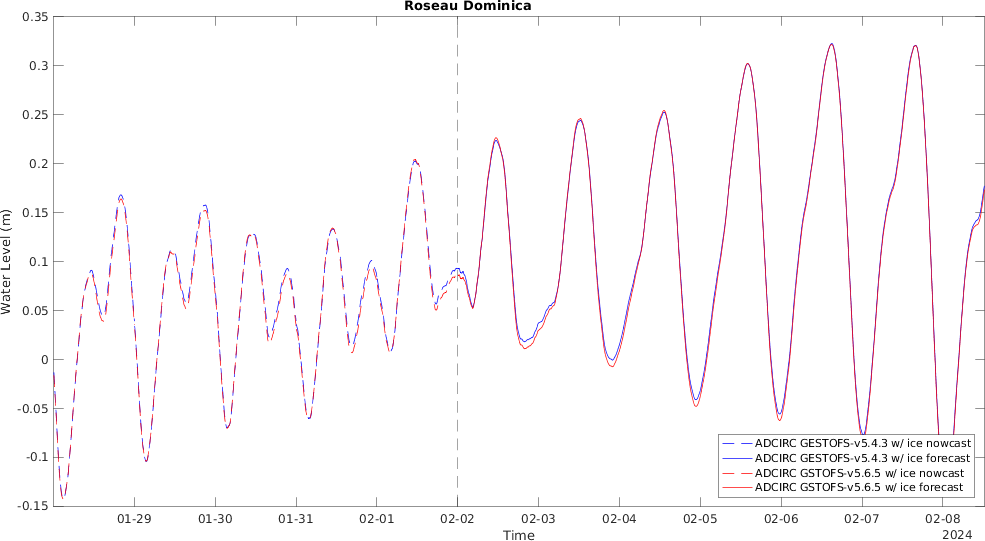 Roseau Dominica
0.35
0.3
0.25
0.2
0.15
0.1
0.05
0
-0.05
-0.1
-0.15
Water Level (m)
01-29 01-30 01-31 02-01 02-02 02-03 02-04 02-05 02-06 02-07 02-08
Time
2024
ADCIRC GESTOFS-v5.4.3 w/ ice nowcast
ADCIRC GESTOFS-v5.4.3 w/ ice forecast
ADCIRC GSTOFS-v5.6.5 w/ ice nowcast
ADCIRC GSTOFS-v5.6.5 w/ ice forecast